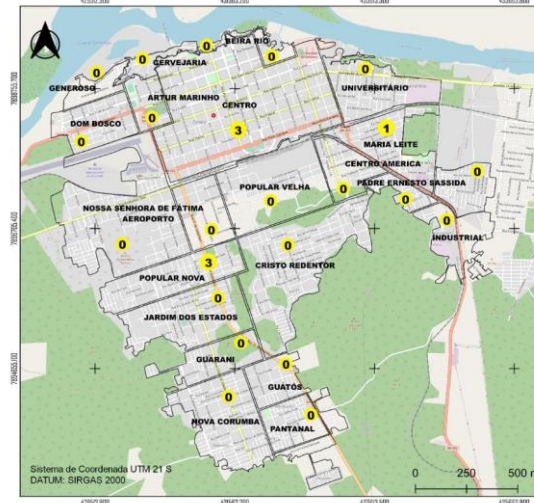 BEIRA RIO
0
CERVEJARIA
0
0
0
GENEROSO
0
UNIVERSITÁRIO
ARTUR MARINHO
CENTRO
DOM BOSCO
0
3
1
0
MARIA LEITE
CENTRO AMERICA
0
POPULAR VELHA
0
PADRE ERNESTO SASSIDA
0
0
NOSSA SENHORA DE FÁTIMA
AEROPORTO
0
0
INDUSTRIAL
0
0
CRISTO REDENTOR
3
POPULAR NOVA
0
JARDIM DOS ESTADOS
0
GUARANI
0
GUATÓS
0
NOVA CORUMBA
0
PANTANAL
Sistema de Coordenada UTM 21 S
DATUM: SIRGAS 2000
0 250 500 m